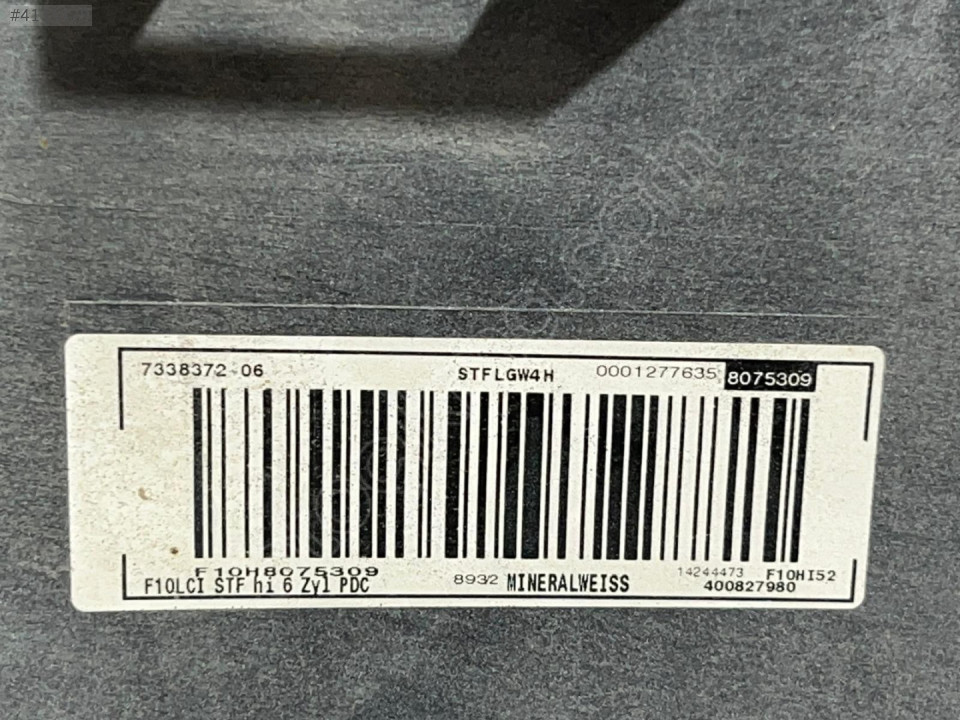 #41
7338372-06 STFLGW4H 0001277635 8075309
F10H8075309
F10LCI STF hi 6 Zyl PDC 8932 MINERALWEISS 14244473 F10HI52
400827980